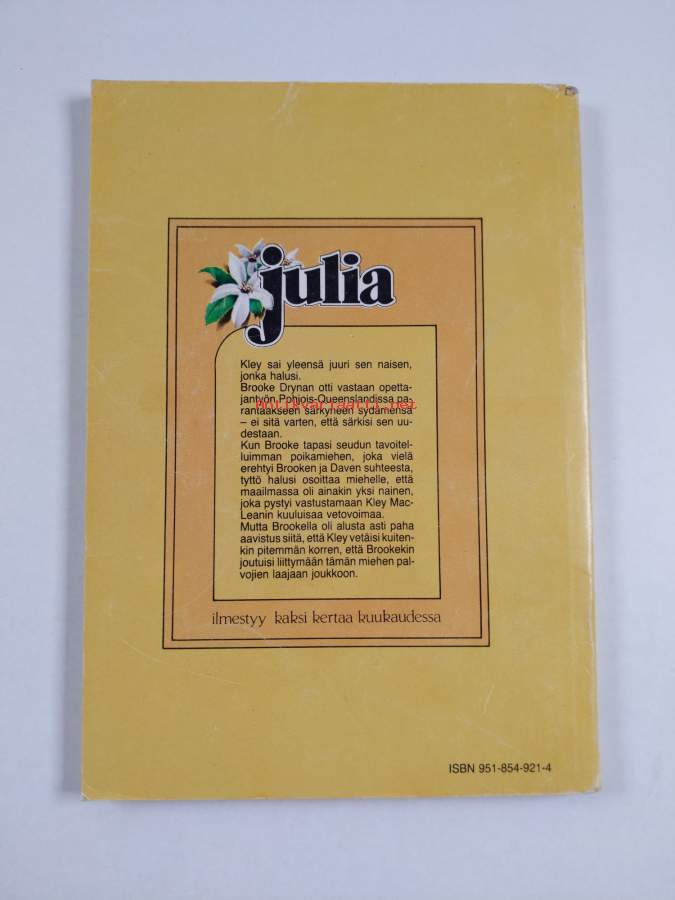 julia
Kley sai yleensä juuri sen naisen,
jonka halusi.
Brooke Drynan otti vastaan opetta-
jantyön Pohjois-Queenslandissa pa-
antikvariaatti.net
rantaakseen särkyneen sydämensä
– ei sitä varten, että särkisi sen uu-
destaan.
Kun Brooke tapasi seudun tavoitel-
luimman poikamiehen, joka vielä
erehtyi Brooken ja Daven suhteesta,
tyttö halusi osoittaa miehelle, että
maailmassa oli ainakin yksi nainen,
joka pystyi vastustamaan Kley Mac-
Leanin kuuluisaa vetovoimaa.
Mutta Brookella oli alusta asti paha
aavistus siitä, että Kley vetäisi kuiten-
kin pitemmän korren, että Brookekin
joutuisi liittymään tämän miehen pal-
vojien laajaan joukkoon.
ilmestyy kaksi kertaa kuukaudessa
ISBN 951-854-921-4